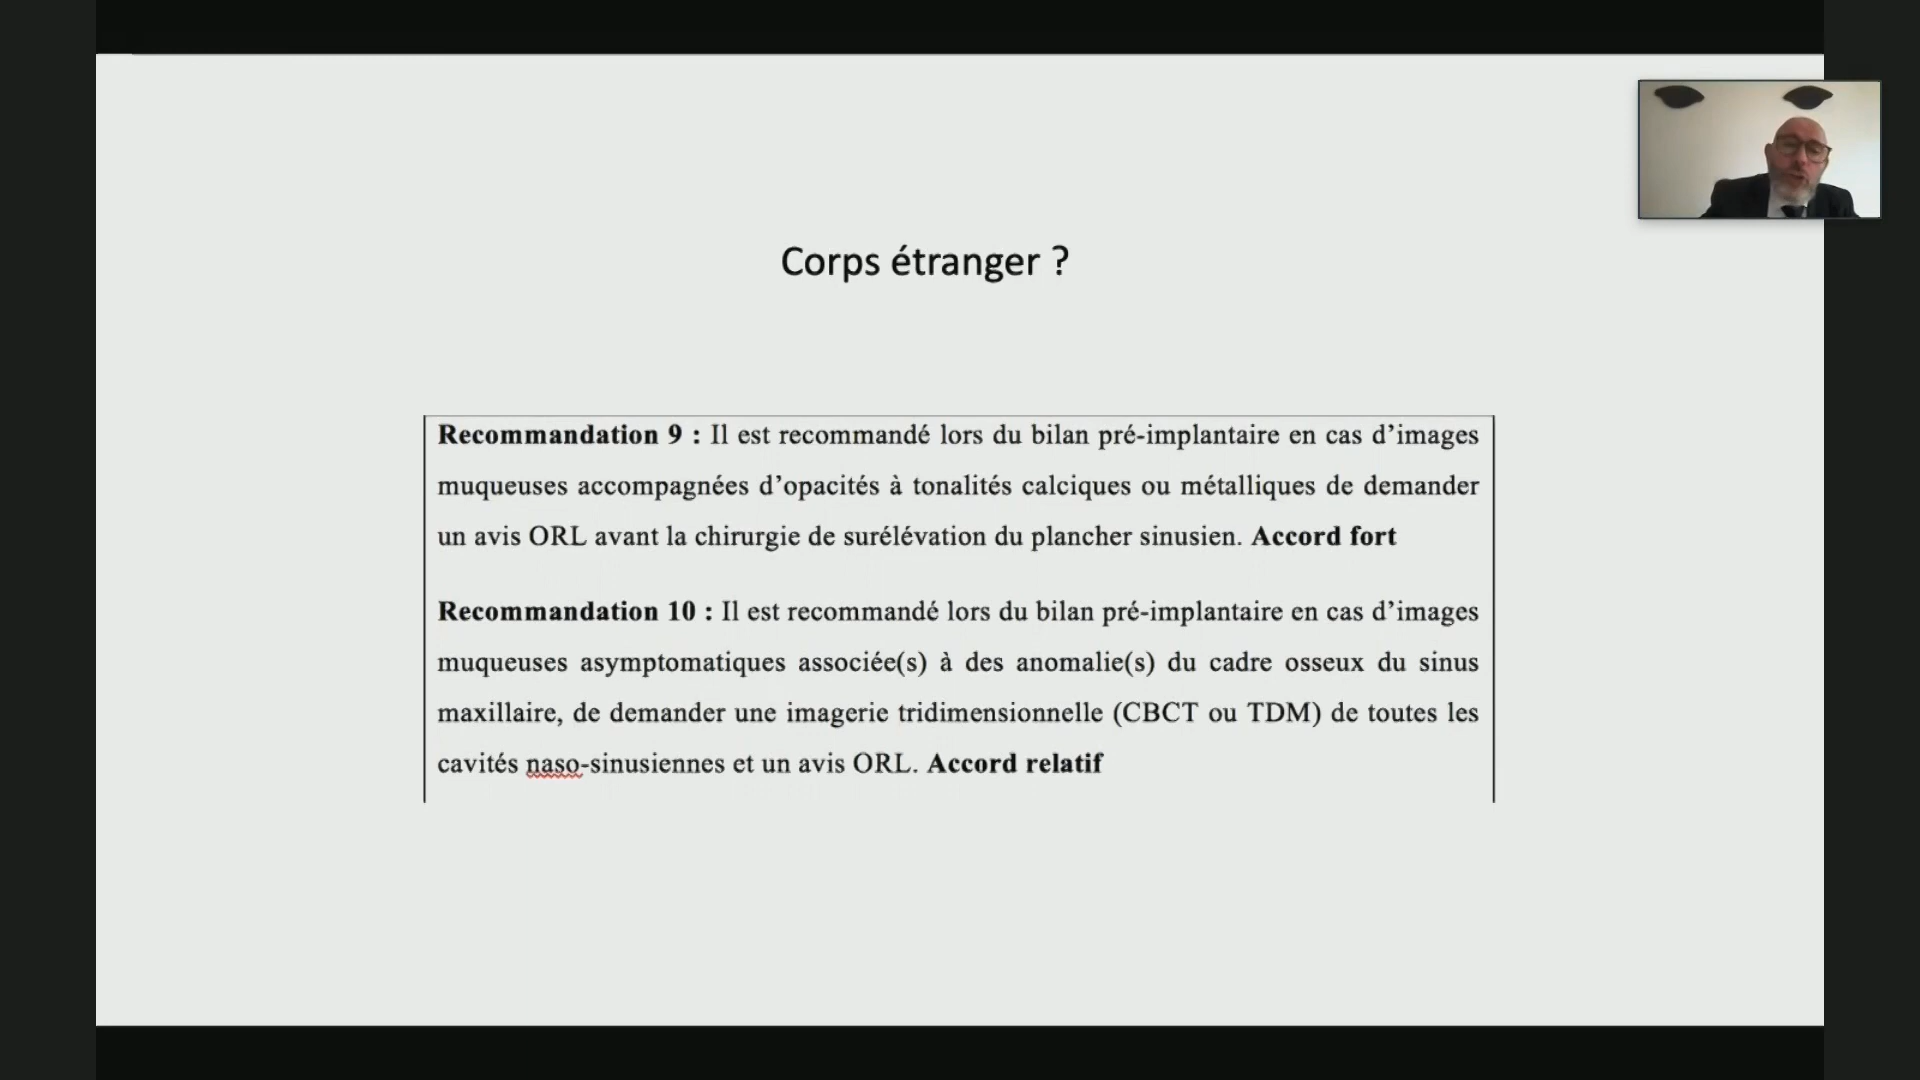 Corps étranger ?
Recommandation 9 : Il est recommandé lors du bilan pré-implantaire en cas d’images
muqueuses accompagnées d’opacités à tonalités calciques ou métalliques de demander
un avis ORL avant la chirurgie de surélévation du plancher sinusien. Accord fort
Recommandation 10 : Il est recommandé lors du bilan pré-implantaire en cas d’images
muqueuses asymptomatiques associée(s) à des anomalie(s) du cadre osseux du sinus
maxillaire, de demander une imagerie tridimensionnelle (CBCT ou TDM) de toutes les
cavités naso-sinusiennes et un avis ORL. Accord relatif